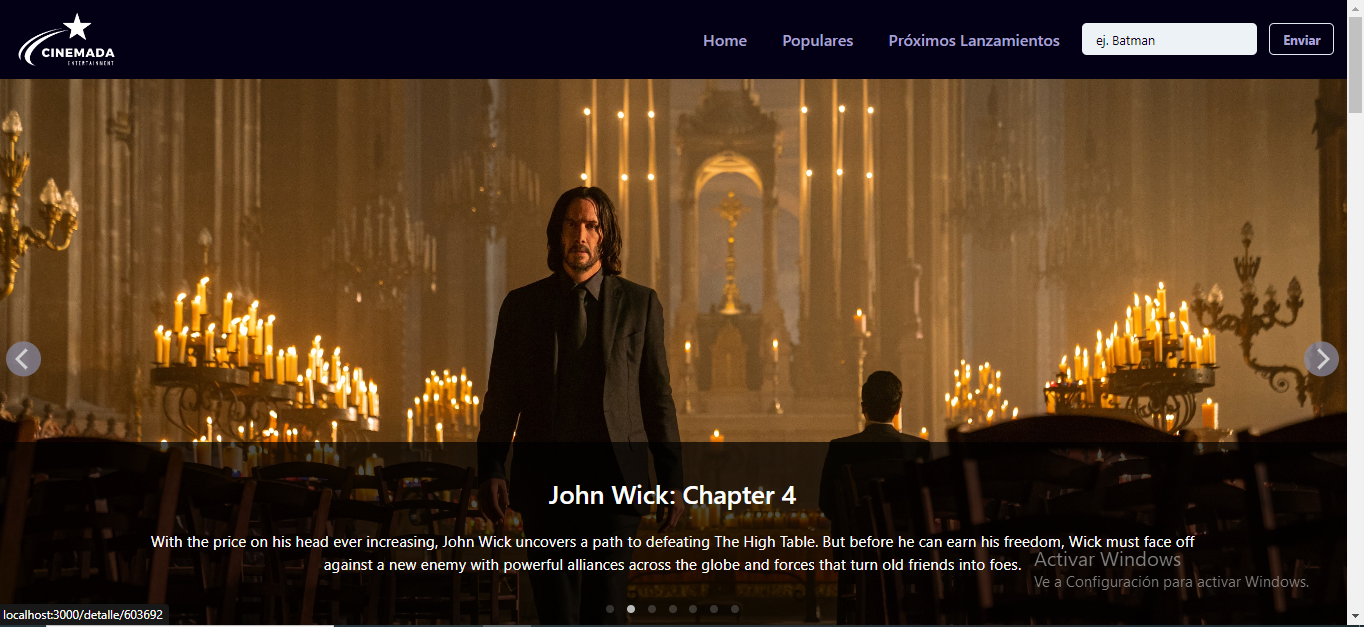 CINEMADA
ENTERTAINMENT
Home
Populares
Próximos Lanzamientos
ej. Batman
Enviar
John Wick: Chapter 4
With the price on his head ever increasing, John Wick uncovers a path to defeating The High Table. But before he can earn his freedom, Wick must face off
against a new enemy with powerful alliances across the globe and forces that turn old friends into foes.
Activar Windows
Ve a Configuración para activar Windows.
localhost:3000/detalle/603692